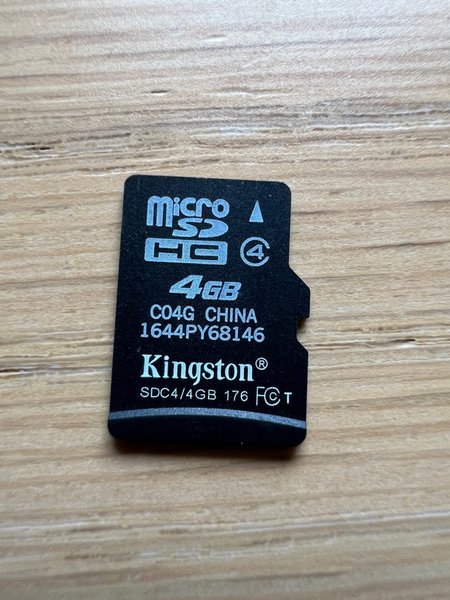 micro
SD
HC 4
4GB
C04G CHINA
1644PY68146
Kingston®
SDC4/4GB 176 FC T